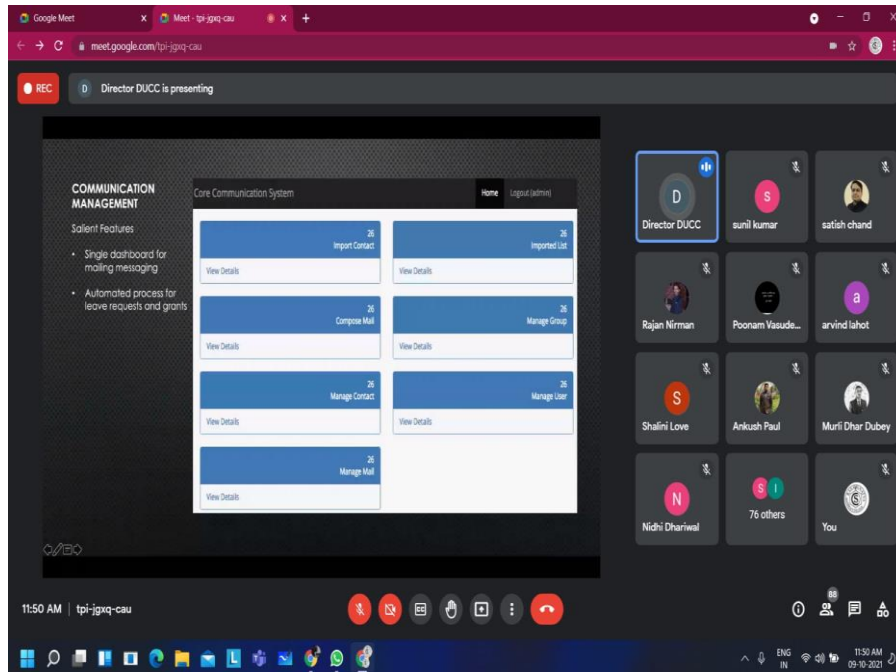 Google Meet
Meet - tpi-jgxq-cau
meet.google.com/tpi-jgxq-cau
REC
D
Director DUCC is presenting
COMMUNICATION
MANAGEMENT
Salient Features
• Single dashboard for
mailing messaging
• Automated process for
leave requests and grants
Core Communication System
Home
Logout (admin)
26
Import Contact
View Details
26
Imported List
View Details
26
Compose Mail
View Details
26
Manage Group
View Details
26
Manage Contact
View Details
26
Manage User
View Details
26
Manage Mail
View Details
D
Director DUCC
s
sunil kumar
satish chand
Rajan Nirman
Poonam Vasude...
a
arvind lahot
S
Shalini Love
Ankush Paul
Murli Dhar Dubey
N
Nidhi Dhariwal
S
I
76 others
You
11:50 AM | tpi-jgxq-cau
CC
88
L
ENG
IN
11:50 AM
09-10-2021